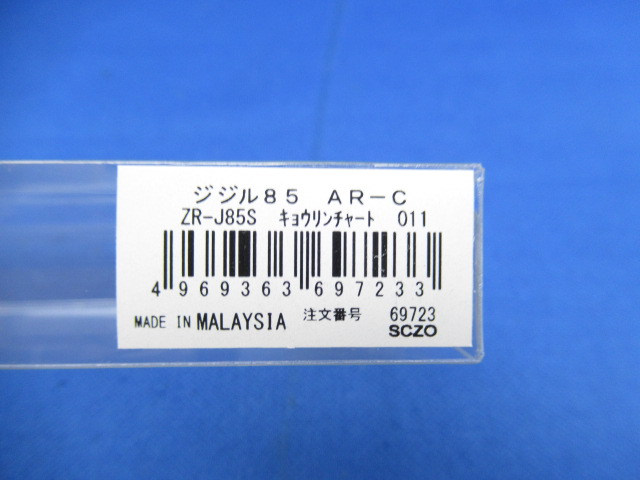 ジジル85 AR-C
ZR-J85S キョウリンチャート 011
4 969363 697233
MADE IN MALAYSIA 注文番号 69723
SCZO